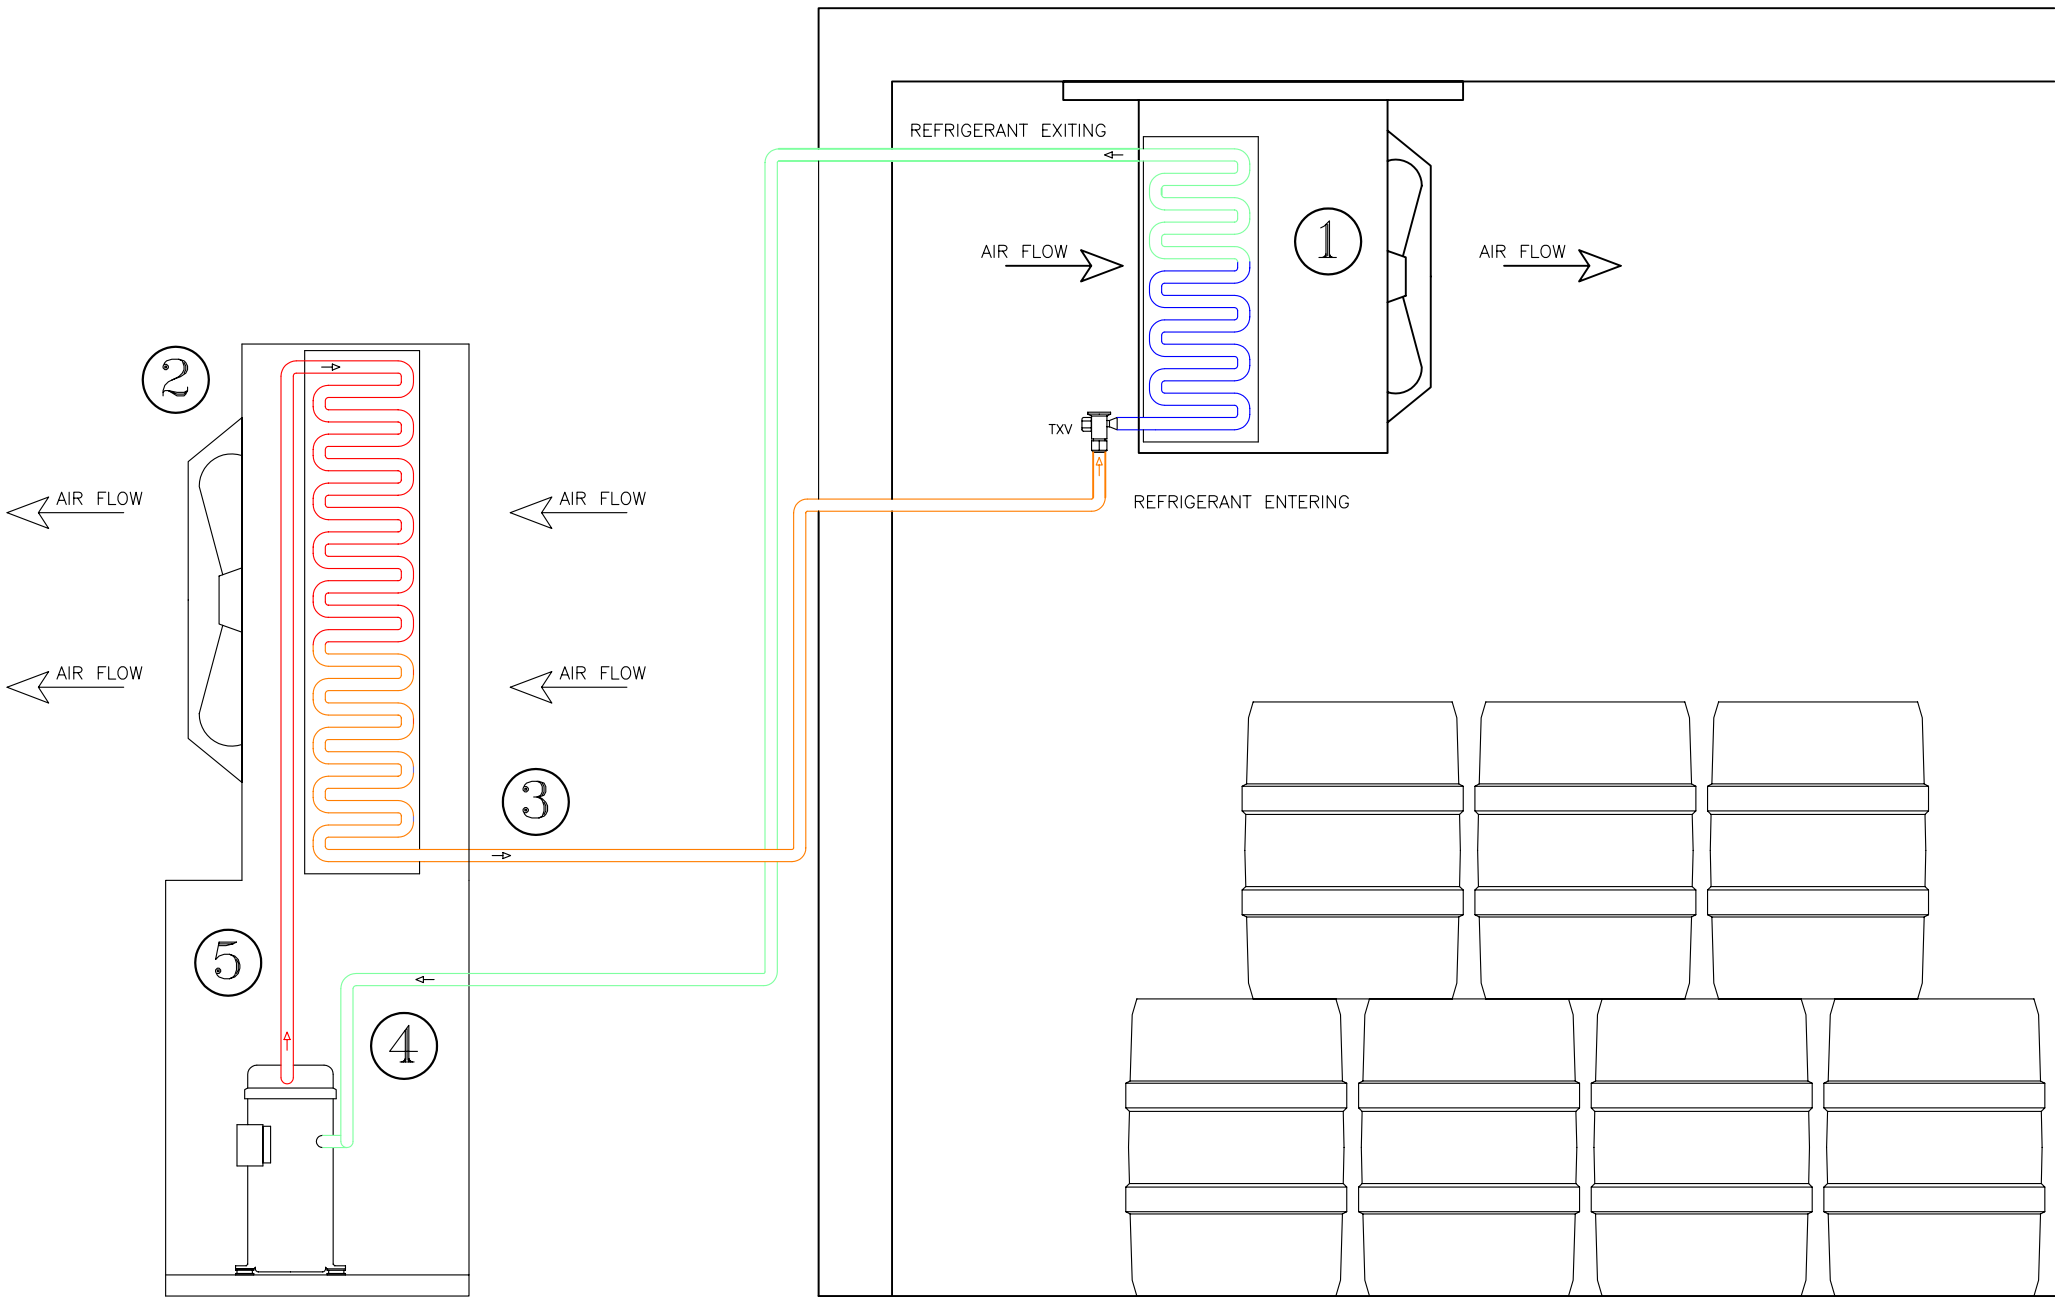 REFRIGERANT EXITING
1
AIR FLOW
AIR FLOW
2
TXV
AIR FLOW
AIR FLOW
REFRIGERANT ENTERING
AIR FLOW
AIR FLOW
3
5
4